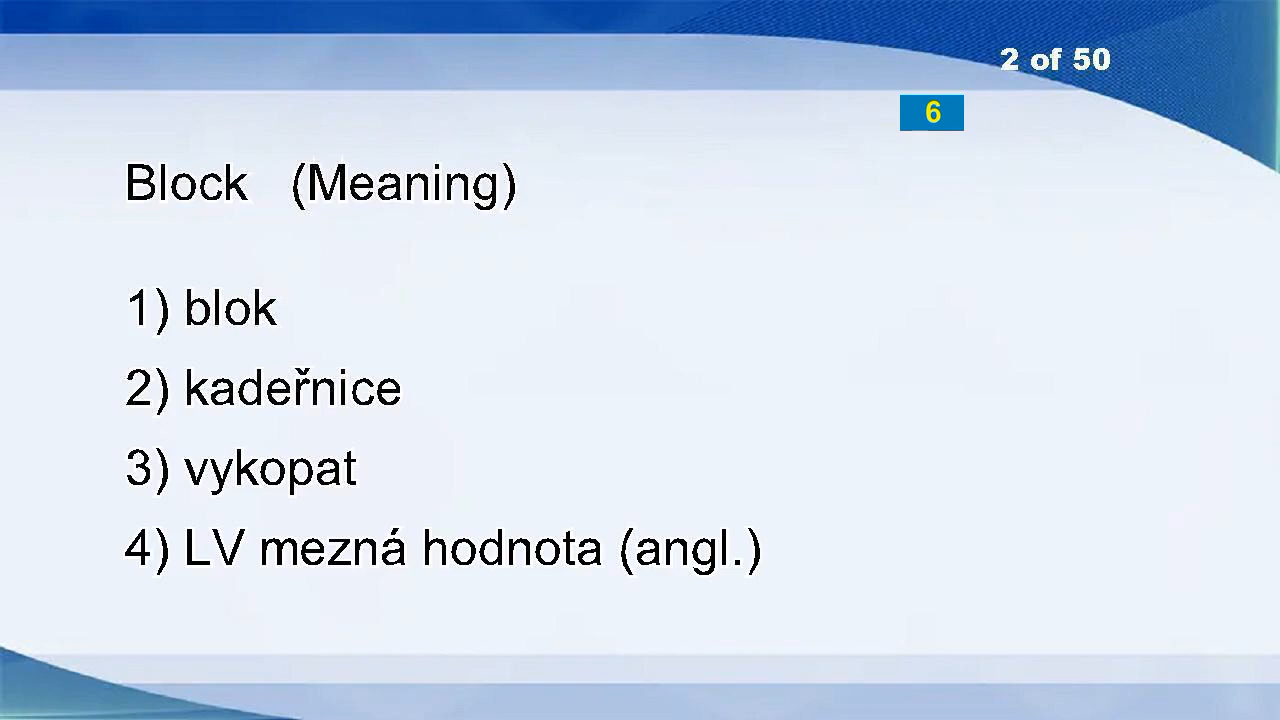 2 of 50
6
Block (Meaning)
1) blok
2) kadeřnice
3) vykopat
4) LV mezná hodnota (angl.)